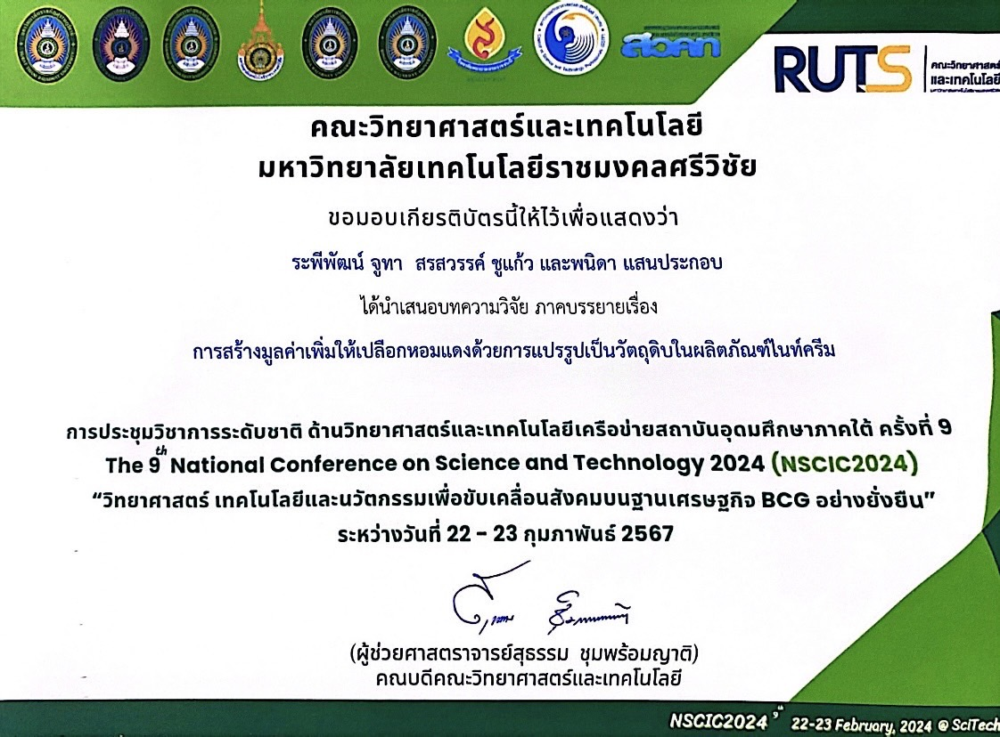 สวคท
RUTS
คณะวิทยาศาสตร์
และเทคโนโลยี
คณะวิทยาศาสตร์และเทคโนโลยี
มหาวิทยาลัยเทคโนโลยีราชมงคลศรีวิชัย
ขอมอบเกียรติบัตรนี้ให้ไว้เพื่อแสดงว่า
ระพีพัฒน์ จูทา สรสวรรค์ ชูแก้ว และพนิดา แสนประกอบ
ได้นำเสนอบทความวิจัย ภาคบรรยายเรื่อง
การสร้างมูลค่าเพิ่มให้เปลือกหอมแดงด้วยการแปรรูปเป็นวัตถุดิบในผลิตภัณฑ์ไนท์ครีม
การประชุมวิชาการระดับชาติ ด้านวิทยาศาสตร์และเทคโนโลยีเครือข่ายสถาบันอุดมศึกษาภาคใต้ ครั้งที่ 9
The 9th National Conference on Science and Technology 2024 (NSCIC2024)
“วิทยาศาสตร์ เทคโนโลยีและนวัตกรรมเพื่อขับเคลื่อนสังคมบนฐานเศรษฐกิจ BCG อย่างยั่งยืน”
ระหว่างวันที่ 22 - 23 กุมภาพันธ์ 2567
(ผู้ช่วยศาสตราจารย์สุธรรม ชุมพร้อมญาติ)
คณบดีคณะวิทยาศาสตร์และเทคโนโลยี
NSCIC2024 9th 22-23 February, 2024 @ SciTech